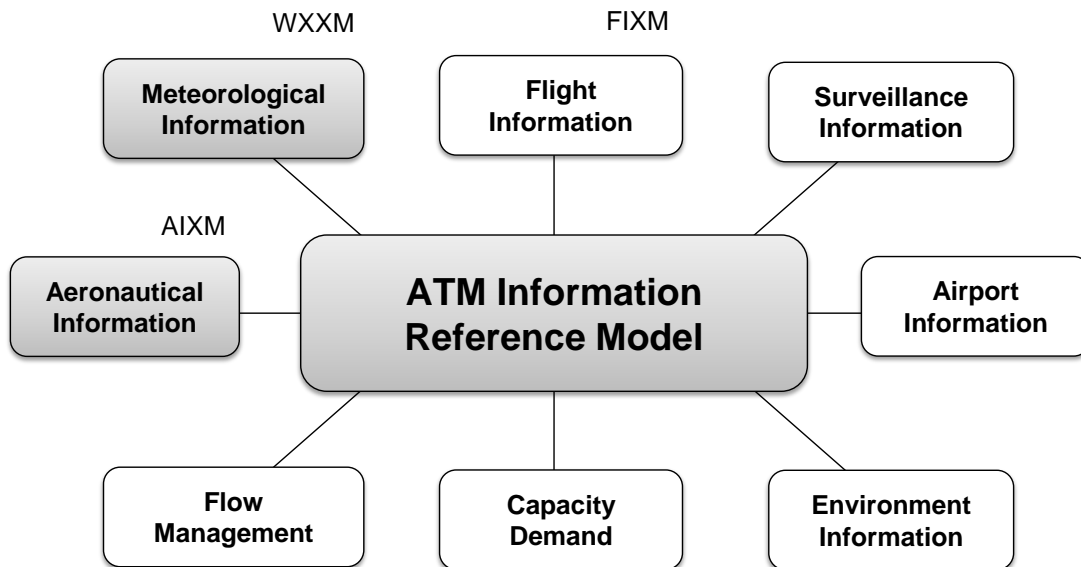 WXXM
FIXM
Meteorological
Information
Flight
Information
Surveillance
Information
AIXM
Aeronautical
Information
ATM Information
Reference Model
Airport
Information
Flow
Management
Capacity
Demand
Environment
Information